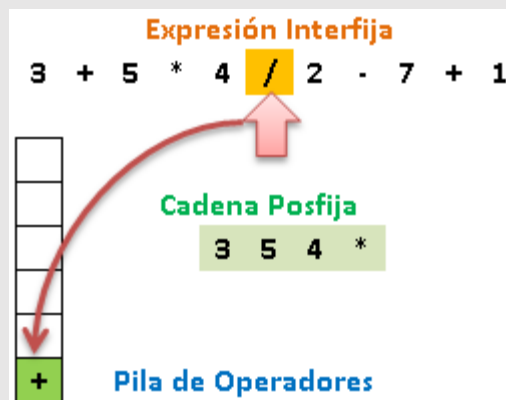 Expresión Interfija
3 + 5 * 4 / 2 - 7 + 1
Cadena Posfija
3 5 4 *
+ Pila de Operadores